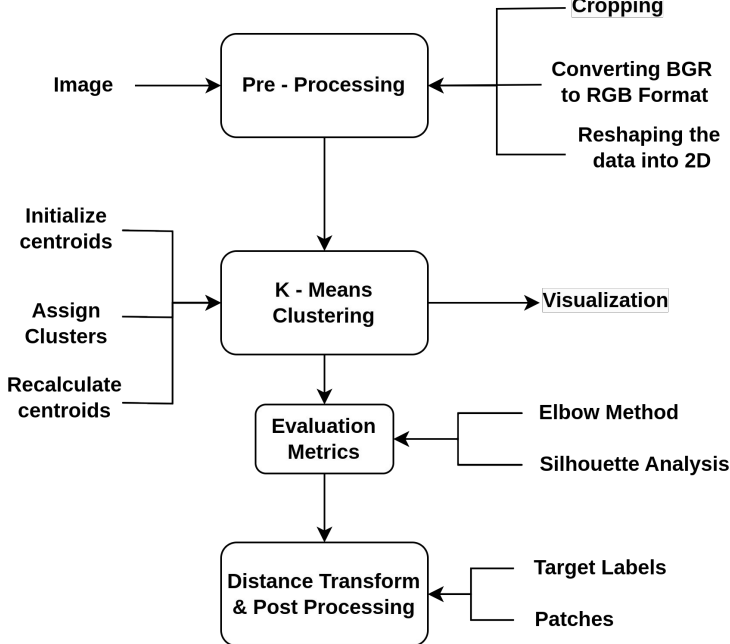 Cropping
Image
Pre - Processing
Converting BGR
to RGB Format
Reshaping the
data into 2D
Initialize
centroids
K - Means
Clustering
Visualization
Assign
Clusters
Recalculate
centroids
Evaluation
Metrics
Elbow Method
Silhouette Analysis
Distance Transform
& Post Processing
Target Labels
Patches